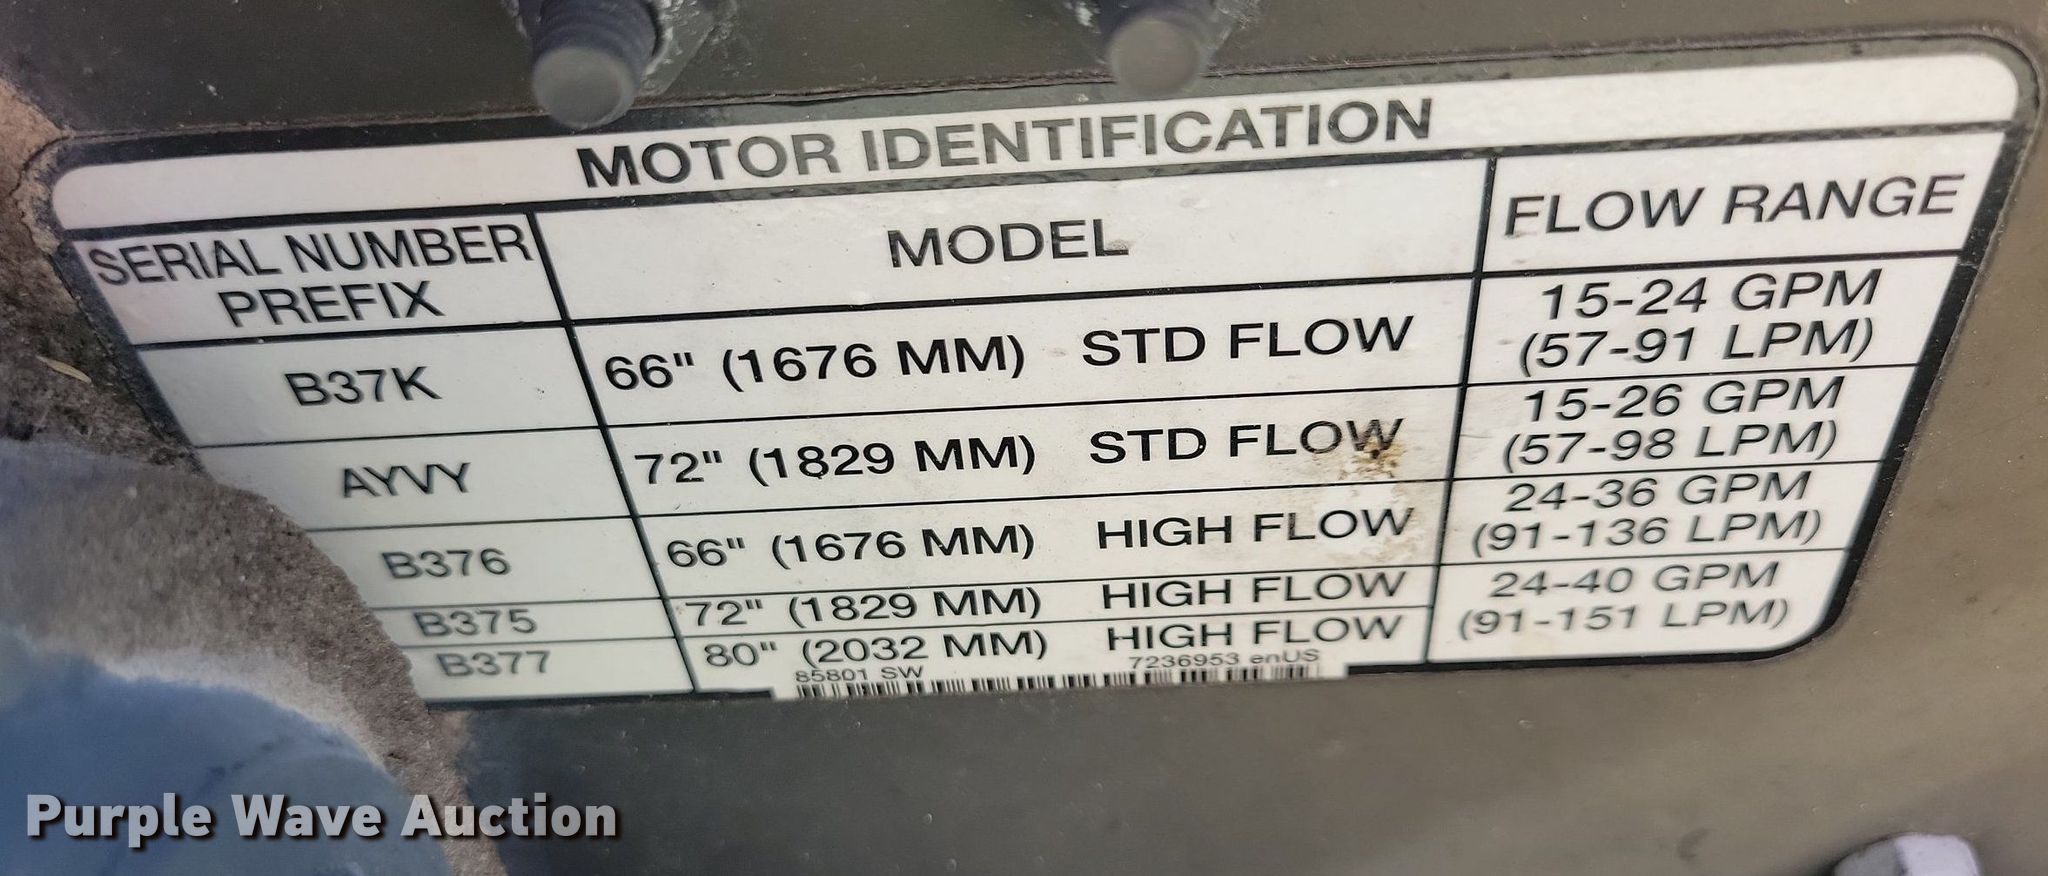 MOTOR IDENTIFICATION
SERIAL NUMBER PREFIX MODEL FLOW RANGE
B37K 66" (1676 MM) STD FLOW 15-24 GPM (57-91 LPM)
AYVY 72" (1829 MM) STD FLOW 15-26 GPM (57-98 LPM)
B376 66" (1676 MM) HIGH FLOW 24-36 GPM (91-136 LPM)
B375 72" (1829 MM) HIGH FLOW 24-40 GPM (91-151 LPM)
B377 80" (2032 MM) HIGH FLOW
85801 SW 7236953 enUS
Purple Wave Auction